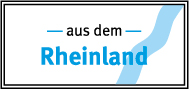 — aus dem —
Rheinland